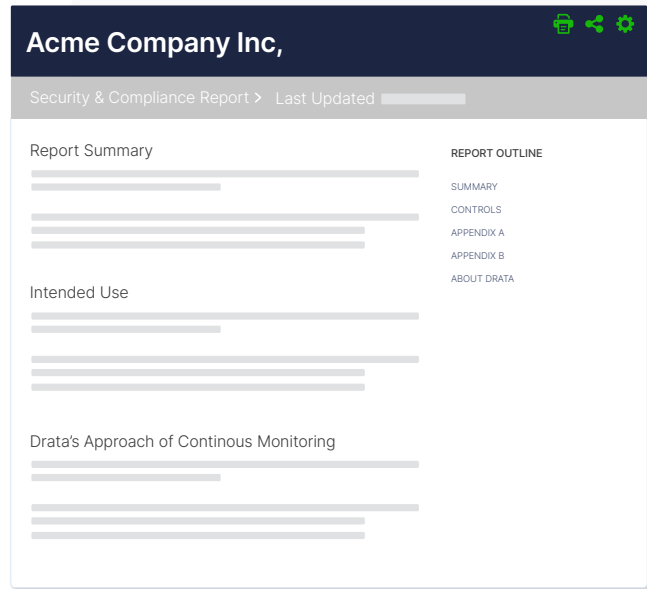 Acme Company Inc,
Security & Compliance Report > Last Updated
Report Summary
REPORT OUTLINE
SUMMARY
CONTROLS
APPENDIX A
APPENDIX B
ABOUT DRATA
Intended Use
Drata’s Approach of Continous Monitoring